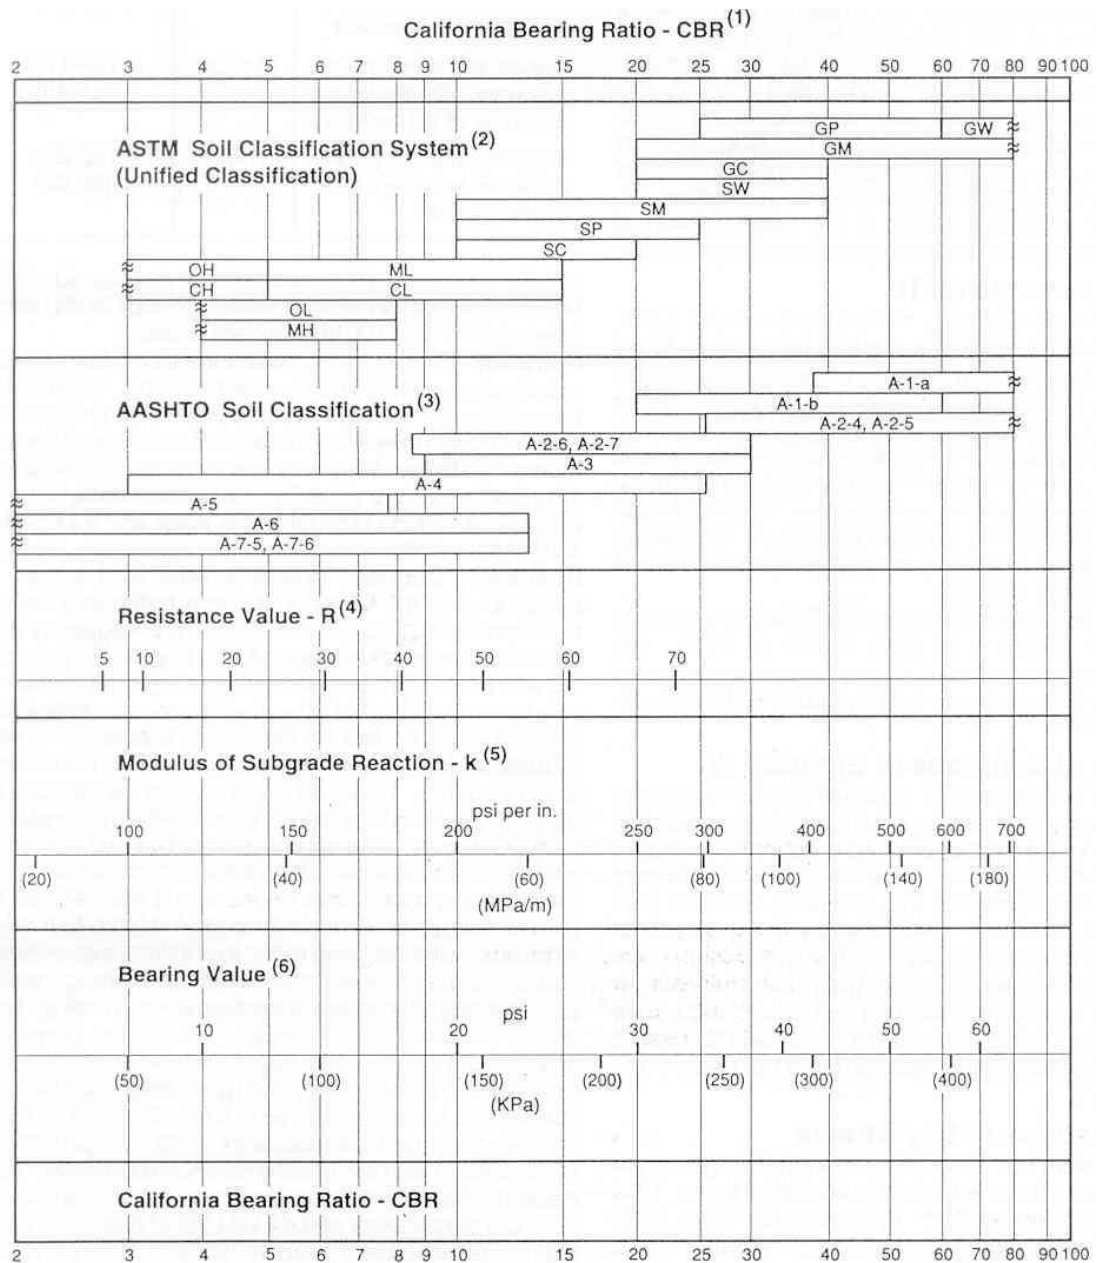 California Bearing Ratio - CBR(1)
2 3 4 5 6 7 8 9 10 15 20 25 30 40 50 60 70 80 90 100
ASTM Soil Classification System(2)
(Unified Classification)
GP GW
GM
GC
SW
SM
SP
SC
OH ML
CH CL
OL
MH
AASHTO Soil Classification(3)
A-1-a
A-1-b
A-2-4, A-2-5
A-2-6, A-2-7
A-3
A-4
A-5
A-6
A-7-5, A-7-6
Resistance Value - R(4)
5 10 20 30 40 50 60 70
Modulus of Subgrade Reaction - k(5)
psi per in.
100 150 200 250 300 400 500 600 700
(20) (40) (60) (80) (100) (140) (180)
(MPa/m)
Bearing Value(6)
psi
10 20 30 40 50 60
(50) (100) (150) (200) (250) (300) (400)
(KPa)
California Bearing Ratio - CBR
2 3 4 5 6 7 8 9 10 15 20 25 30 40 50 60 70 80 90 100